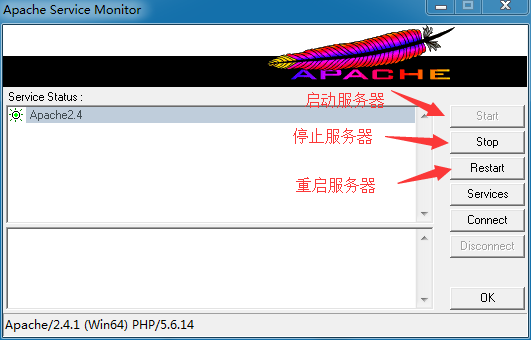 Apache Service Monitor
APACHE
Service Status :
Apache2.4
启动服务器
Start
停止服务器
Stop
重启服务器
Restart
Services
Connect
Disconnect
OK
Apache/2.4.1 (Win64) PHP/5.6.14